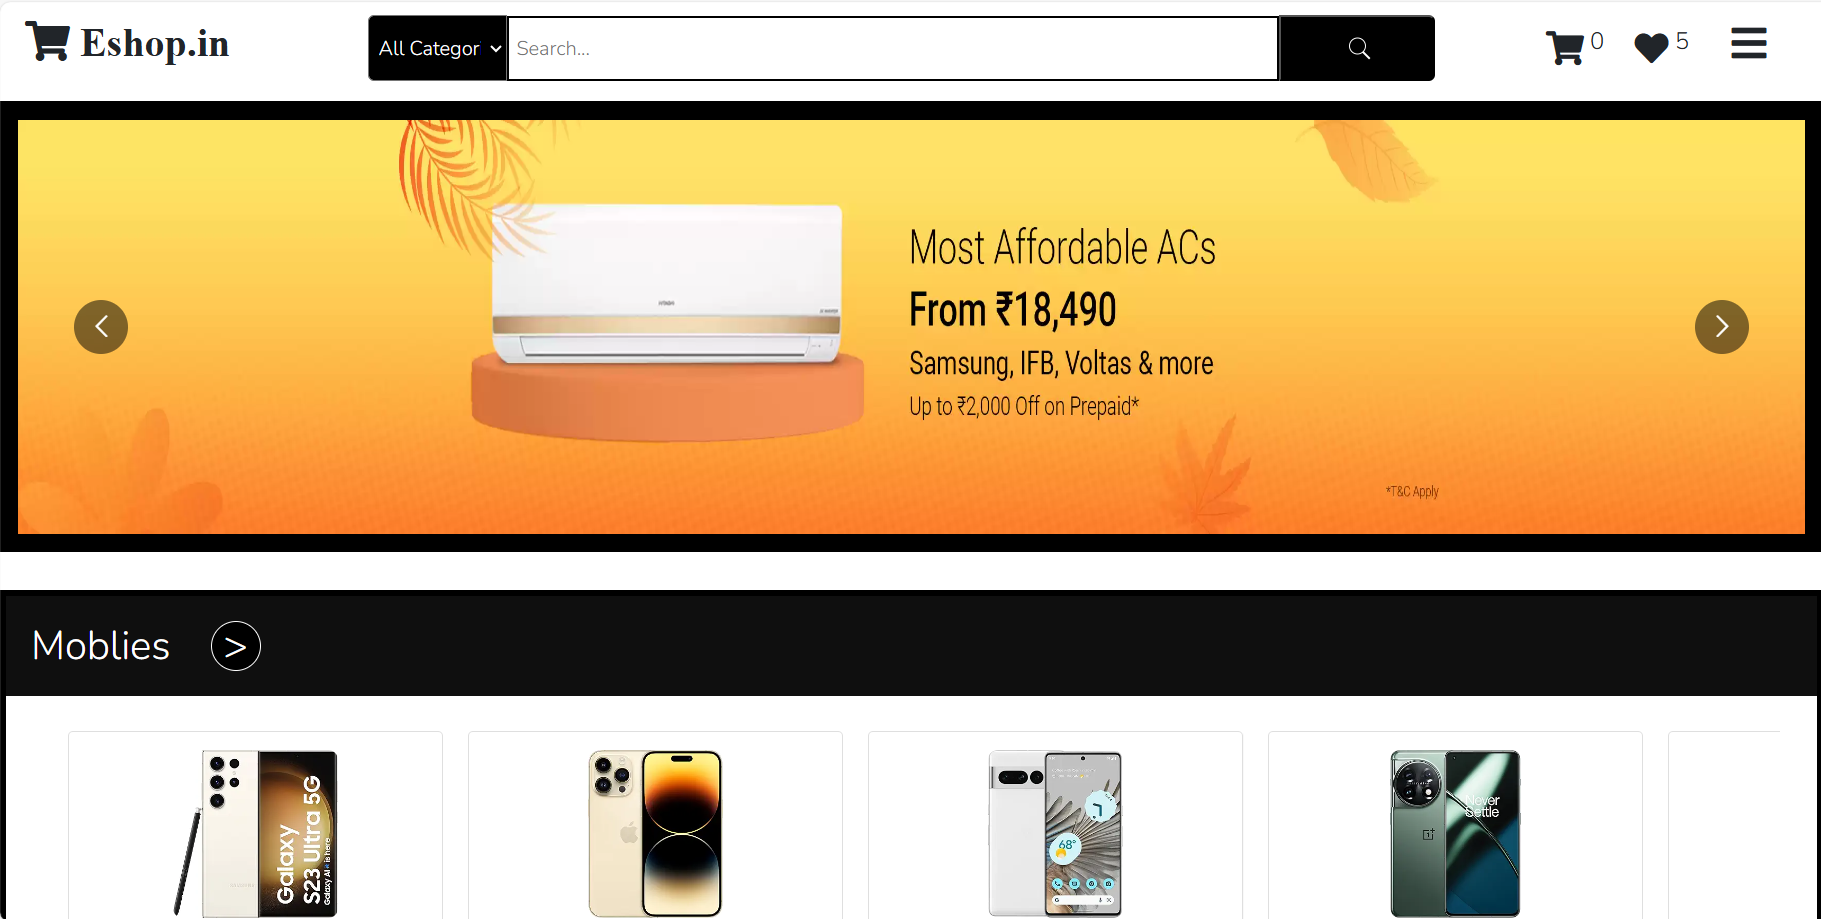 Eshop.in
All Categor
Search...
0
5
Most Affordable ACs
From ₹18,490
Samsung, IFB, Voltas & more
Up to ₹2,000 Off on Prepaid*
*T&C Apply
Moblies >
Galaxy
S23 Ultra 5G
Galaxy AI is here
68°
Never
Settle